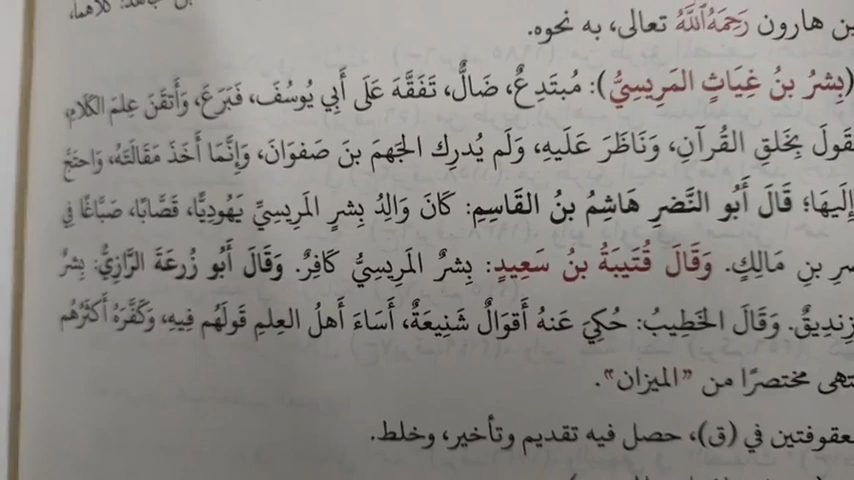 هارون رَحِمَهُ اللَّهُ تعالى، به نحوه.
(بِشرُ بنُ غِيَاثٍ المَرِيسِيُّ): مُبتَدِعٌ، ضَالٌّ، تَفَقَّهَ عَلَى أَبِي يُوسُفَ، فَبَرَعَ، وَأَتقَنَ عِلمَ الكَلَامِ،
القَولَ بِخَلقِ القُرآنِ، وَنَاظَرَ عَلَيهِ، وَلَم يُدرِك الجَهمَ بنَ صَفوَانَ، وَإِنَّمَا أَخَذَ مَقَالَتَهُ، وَاحتَجَّ
إِلَيهَا؛ قَالَ أَبُو النَّضرِ هَاشِمُ بنُ القَاسِمِ: كَانَ وَالِدُ بِشرٍ المَرِيسِيِّ يَهُودِيًّا، قَصَّابًا، صَبَّاغًا فِي
بنِ مَالِكٍ. وَقَالَ قُتَيبَةُ بنُ سَعِيدٍ: بِشرٌ المَرِيسِيُّ كَافِرٌ. وَقَالَ أَبُو زُرعَةَ الرَّازِيُّ: بِشرٌ
زِندِيقٌ. وَقَالَ الخَطِيبُ: حُكِيَ عَنهُ أَقوَالٌ شَنِيعَةٌ، أَسَاءَ أَهلُ العِلمِ قَولَهُم فِيهِ، وَكَفَّرَهُ أَكثَرُهُم
انتهى مختصرًا من "الميزان".
معقوفتين في (ق)، حصل فيه تقديم وتأخير، وخلط.